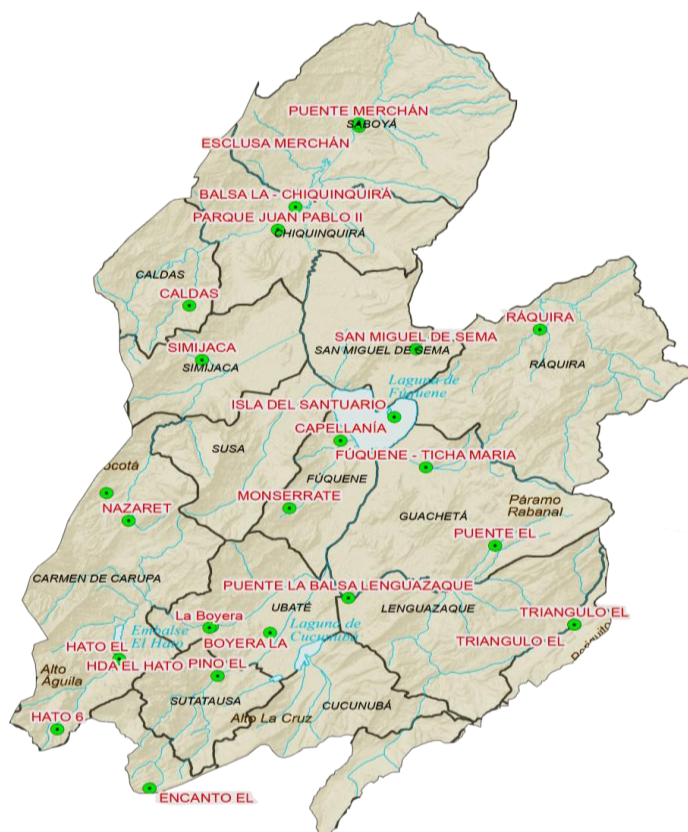 PUENTE MERCHÁN
SABOYÁ
ESCLUSA MERCHÁN
BALSA LA - CHIQUINQUIRÁ
PARQUE JUAN PABLO II
CHIQUINQUIRÁ
CALDAS
CALDAS
RÁQUIRA
SAN MIGUEL DE SEMA
SAN MIGUEL DE SEMA
SIMIJACA
SIMIJACA
RÁQUIRA
Laguna de
Fúquene
ISLA DEL SANTUARIO
CAPELLANÍA
SUSA
FÚQUENE - TICHA MARIA
ocotá
FÚQUENE
MONSERRATE
Páramo
Rabanal
NAZARET
GUACHETÁ
PUENTE EL
CARMEN DE CARUPA
PUENTE LA BALSA LENGUAZAQUE
UBATÉ
LENGUAZAQUE
La Boyera
TRIANGULO EL
Embalse
El Hato
Laguna de
Cucunubá
BOYERA LA
TRIANGULO EL
HATO EL
HDA EL HATO
PINO EL
Alto
Águila
SUTATAUSA
CUCUNUBÁ
HATO 6
Alto La Cruz
ENCANTO EL